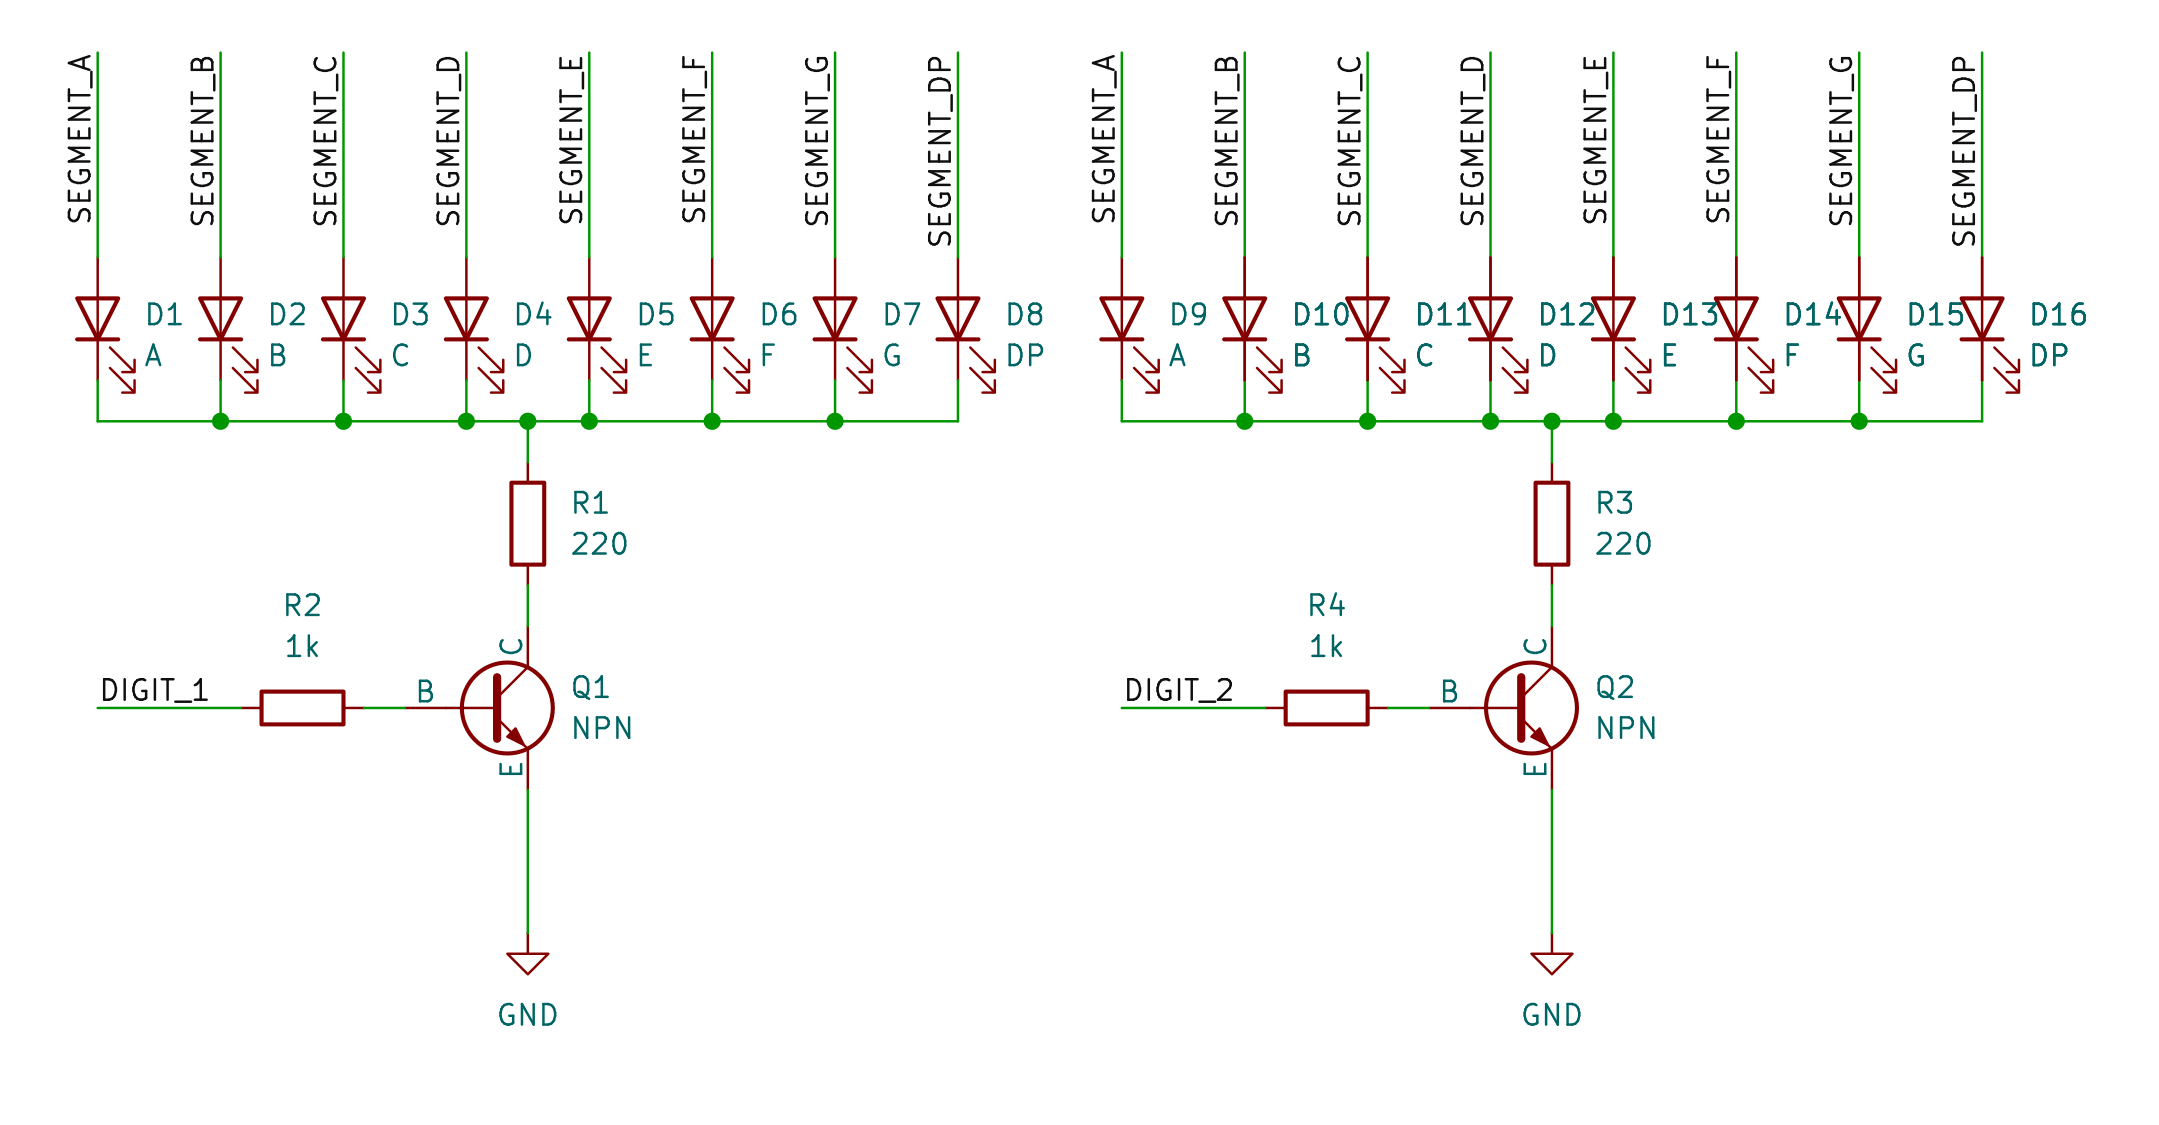 SEGMENT_A
SEGMENT_B
SEGMENT_C
SEGMENT_D
SEGMENT_E
SEGMENT_F
SEGMENT_G
SEGMENT_DP
SEGMENT_A
SEGMENT_B
SEGMENT_C
SEGMENT_D
SEGMENT_E
SEGMENT_F
SEGMENT_G
SEGMENT_DP
D1
A
D2
B
D3
C
D4
D
D5
E
D6
F
D7
G
D8
DP
D9
A
D10
B
D11
C
D12
D
D13
E
D14
F
D15
G
D16
DP
R1
220
R2
1k
DIGIT_1
B
C
E
Q1
NPN
GND
R3
220
R4
1k
DIGIT_2
B
C
E
Q2
NPN
GND